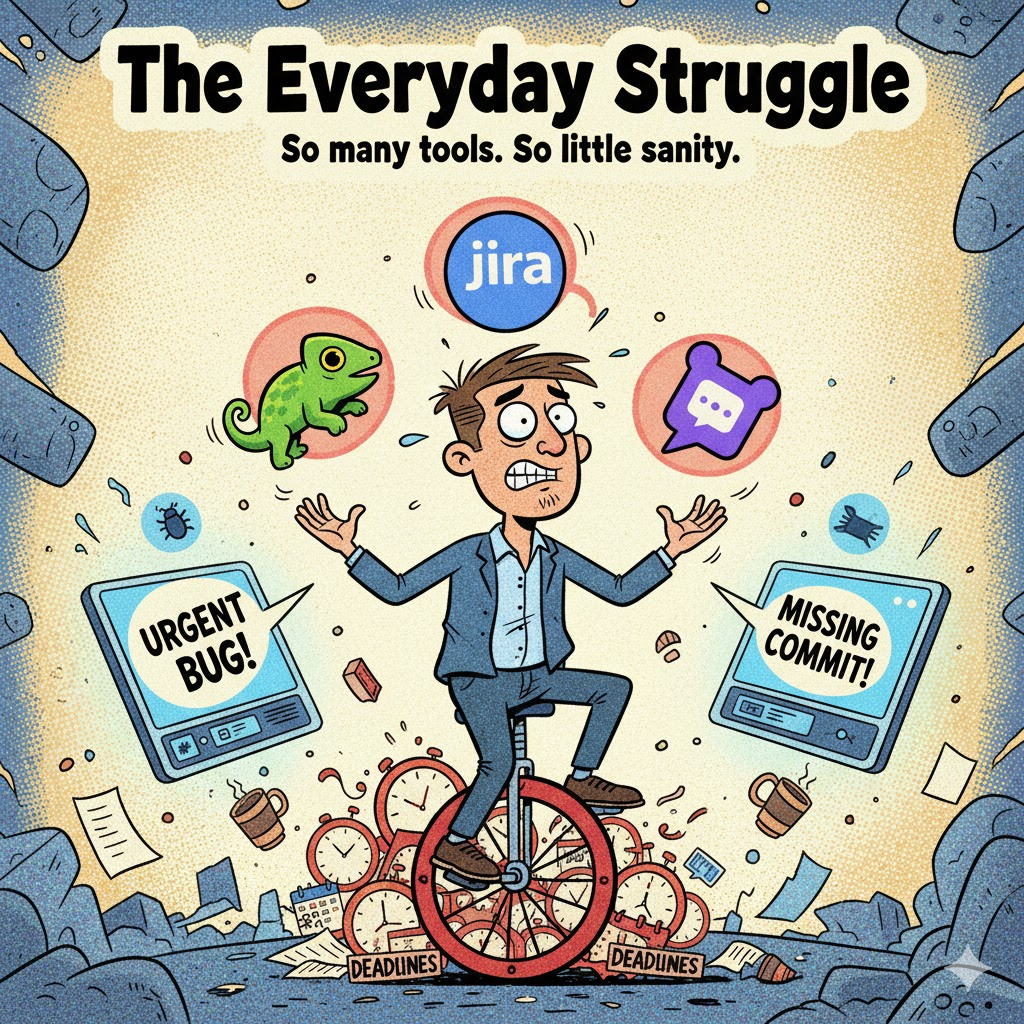 The Everyday Struggle
So many tools. So little sanity.
jira
URGENT
BUG!
MISSING
COMMIT!
DEADLINES
DEADLINES